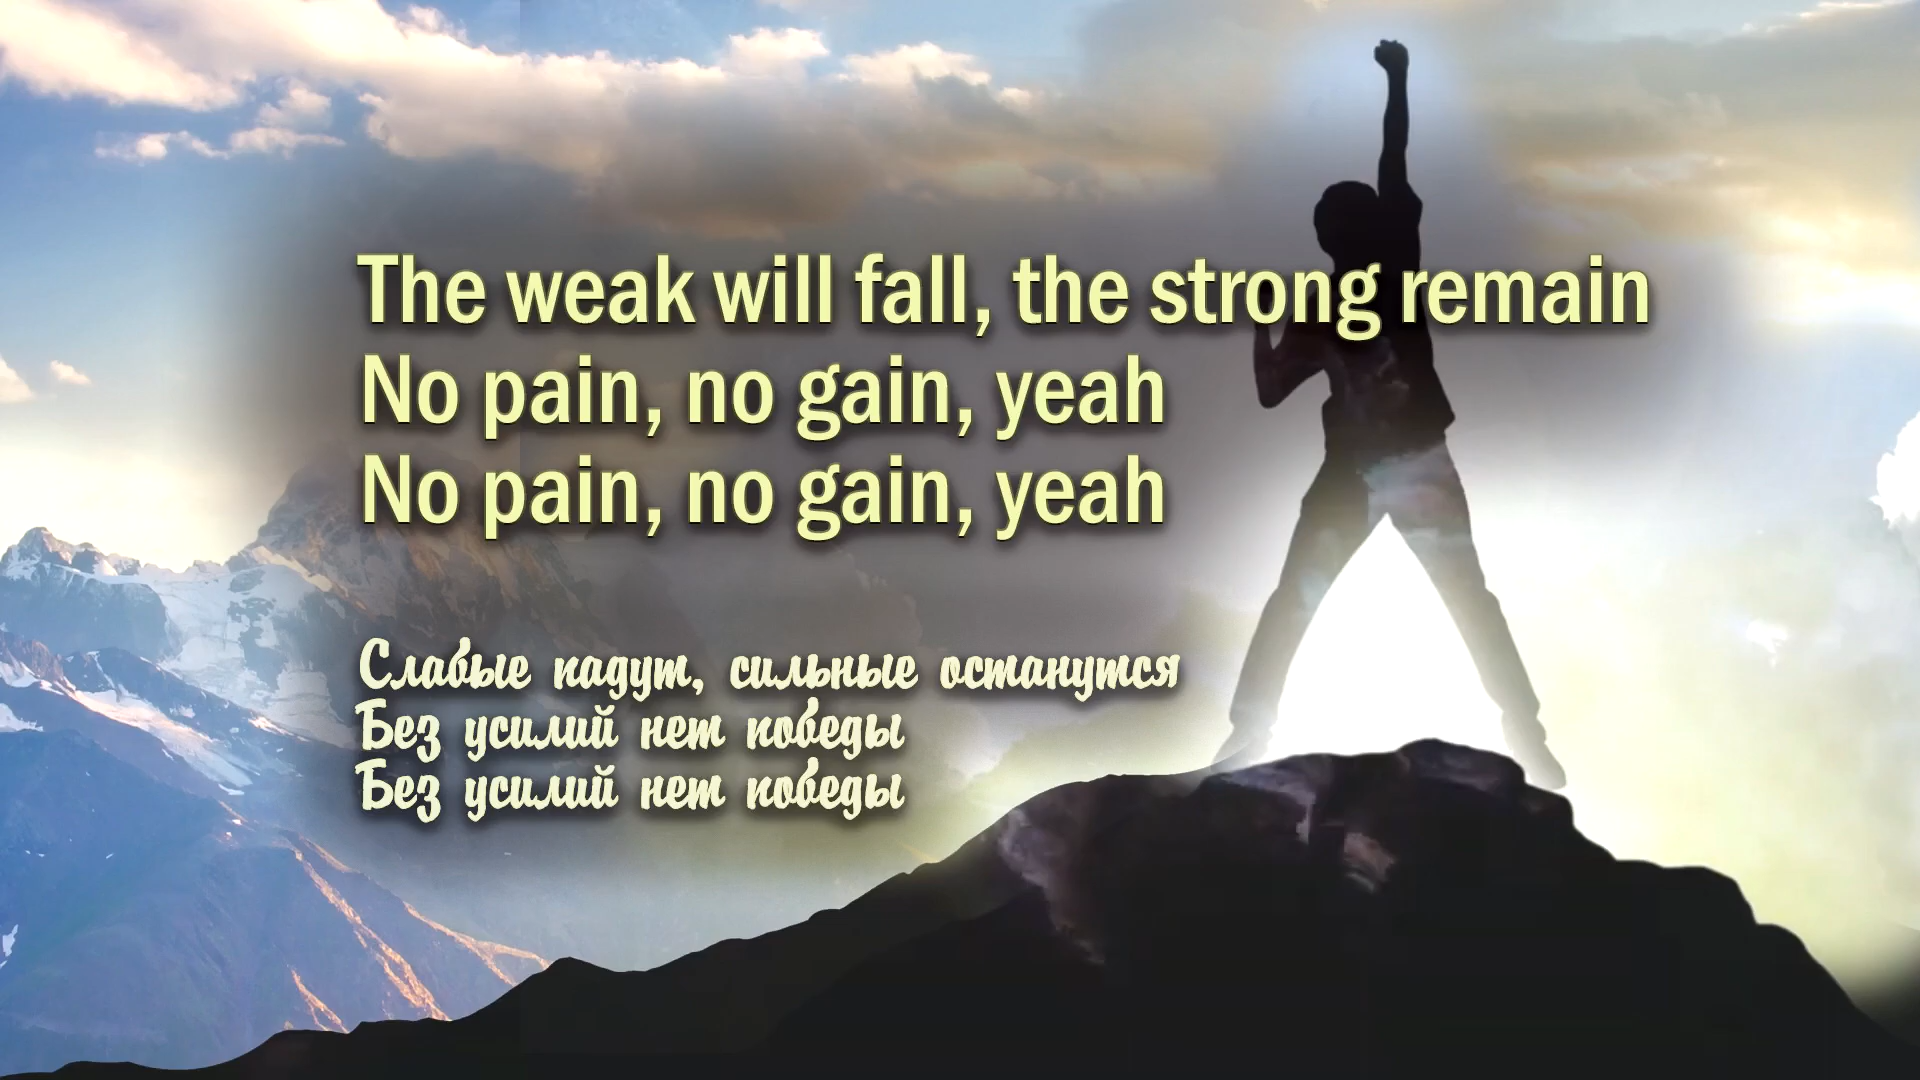 The weak will fall, the strong remain
No pain, no gain, yeah
No pain, no gain, yeah
Слабые падут, сильные останутся
Без усилий нет победы
Без усилий нет победы